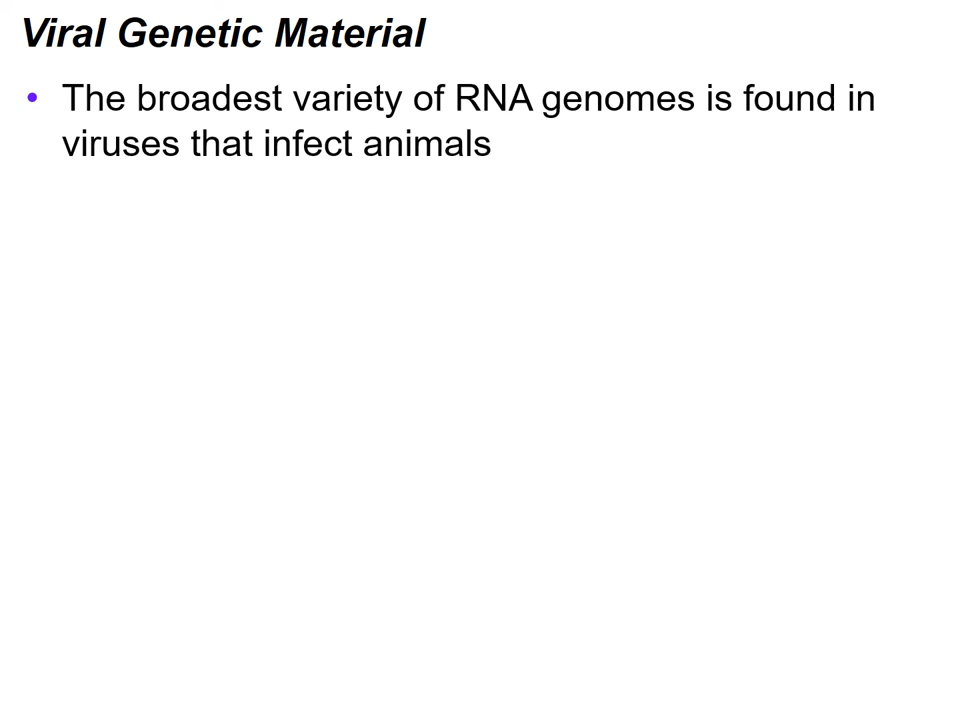 Viral Genetic Material
• The broadest variety of RNA genomes is found in
viruses that infect animals